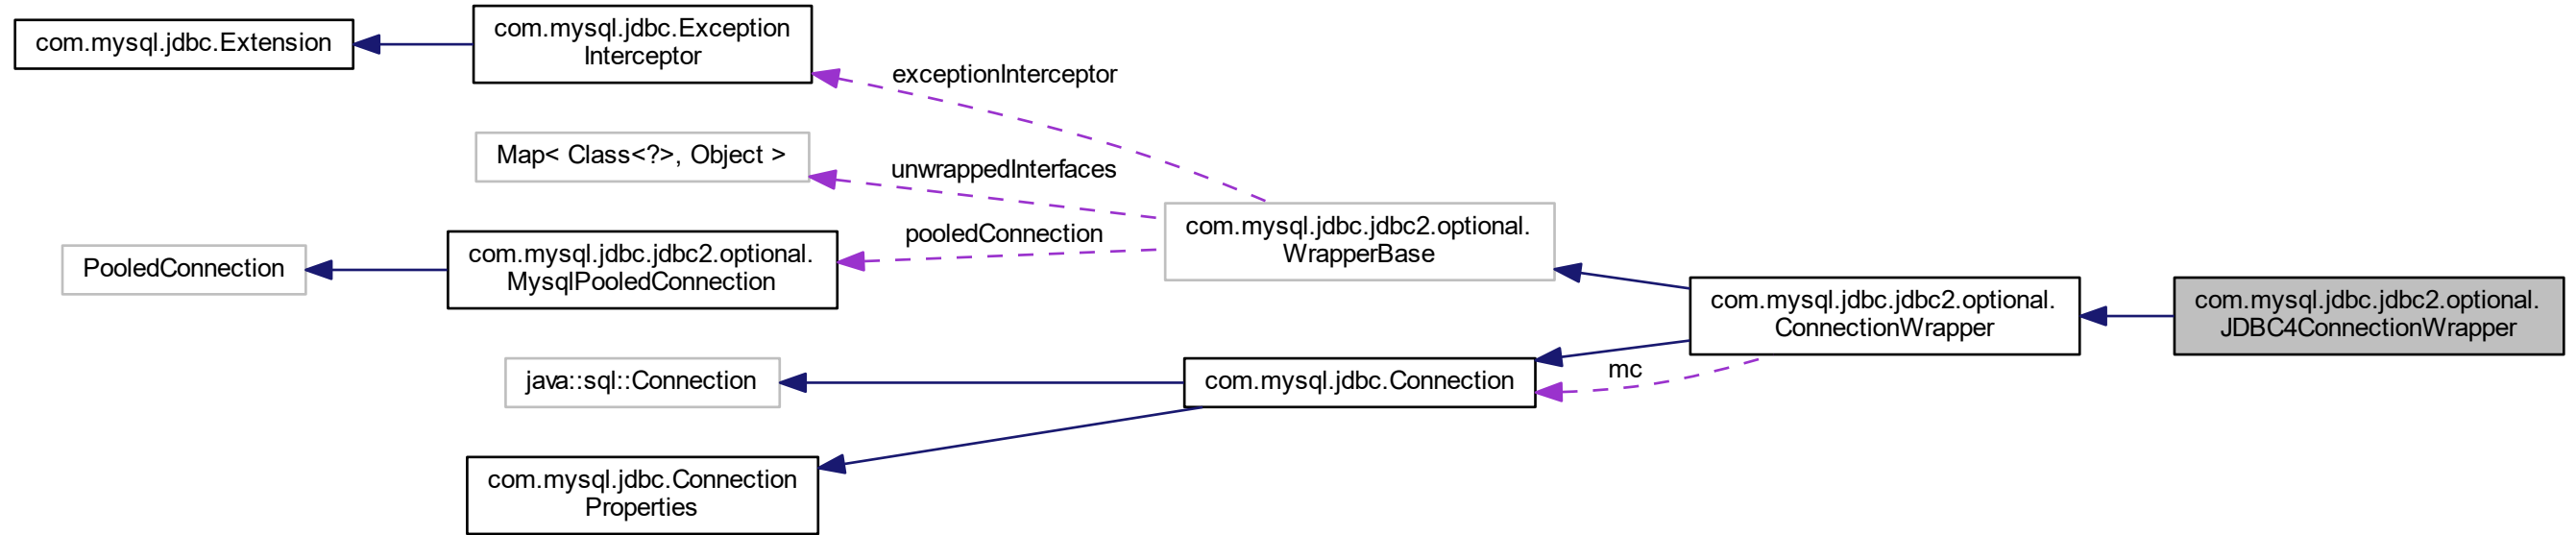 com.mysql.jdbc.Extension
com.mysql.jdbc.Exception
Interceptor
exceptionInterceptor
Map< Class<?>, Object >
unwrappedInterfaces
PooledConnection
com.mysql.jdbc.jdbc2.optional.
MysqlPooledConnection
pooledConnection
com.mysql.jdbc.jdbc2.optional.
WrapperBase
java::sql::Connection
com.mysql.jdbc.Connection
mc
com.mysql.jdbc.jdbc2.optional.
ConnectionWrapper
com.mysql.jdbc.jdbc2.optional.
JDBC4ConnectionWrapper
com.mysql.jdbc.Connection
Properties